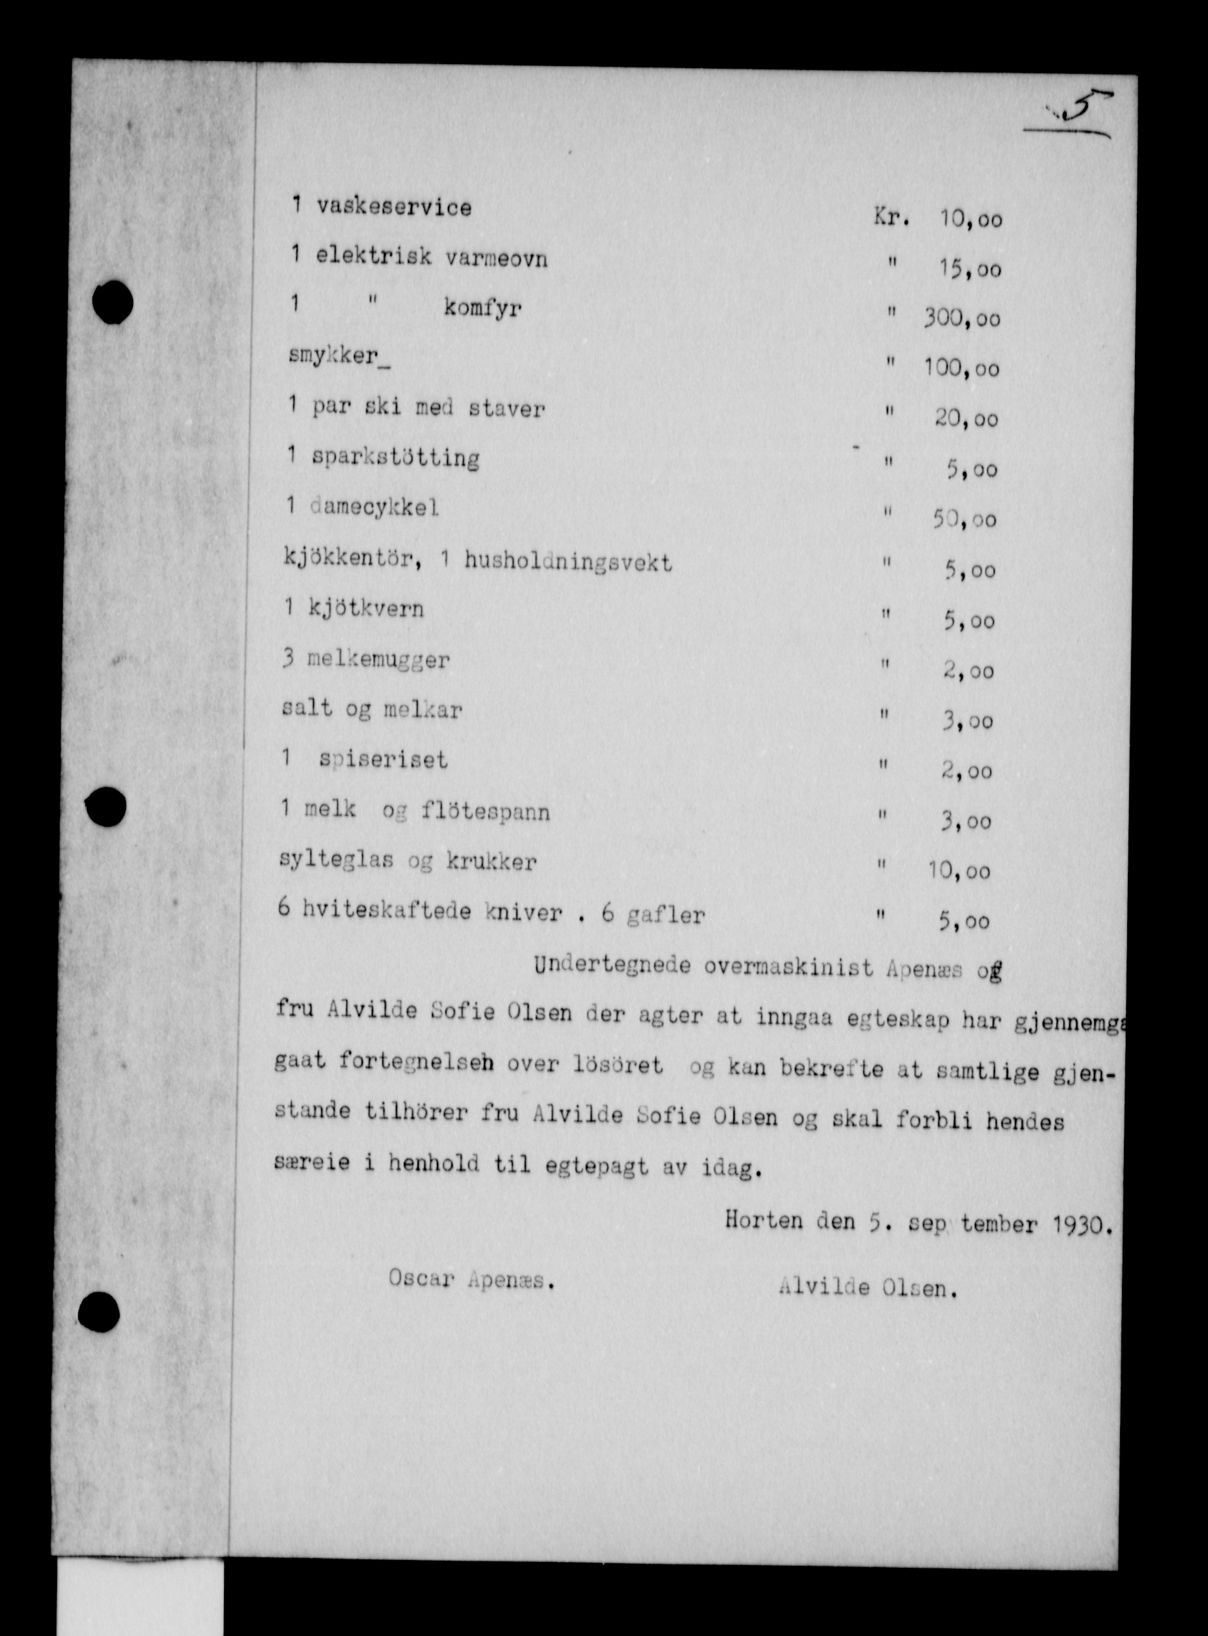 5
1 vaskeservice Kr. 10,oo
1 elektrisk varmeovn " 15,oo
1 " komfyr " 300,oo
smykker_ " 100,oo
1 par ski med staver " 20,oo
1 sparkstötting " 5,oo
1 damecykkel " 50,oo
kjökkentör, 1 husholdningsvekt " 5,oo
1 kjötkvern " 5,oo
3 melkemugger " 2,oo
salt og melkar " 3,oo
1 spiseriset " 2,oo
1 melk og flötespann " 3,oo
sylteglas og krukker " 10,oo
6 hviteskaftede kniver . 6 gafler " 5,oo
Undertegnede overmaskinist Apenæs og
fru Alvilde Sofie Olsen der agter at inngaa egteskap har gjennemga
gaat fortegnelseh over lösöret og kan bekrefte at samtlige gjen-
stande tilhörer fru Alvilde Sofie Olsen og skal forbli hendes
særeie i henhold til egtepagt av idag.
Horten den 5. sep tember 1930.
Oscar Apenæs. Alvilde Olsen.